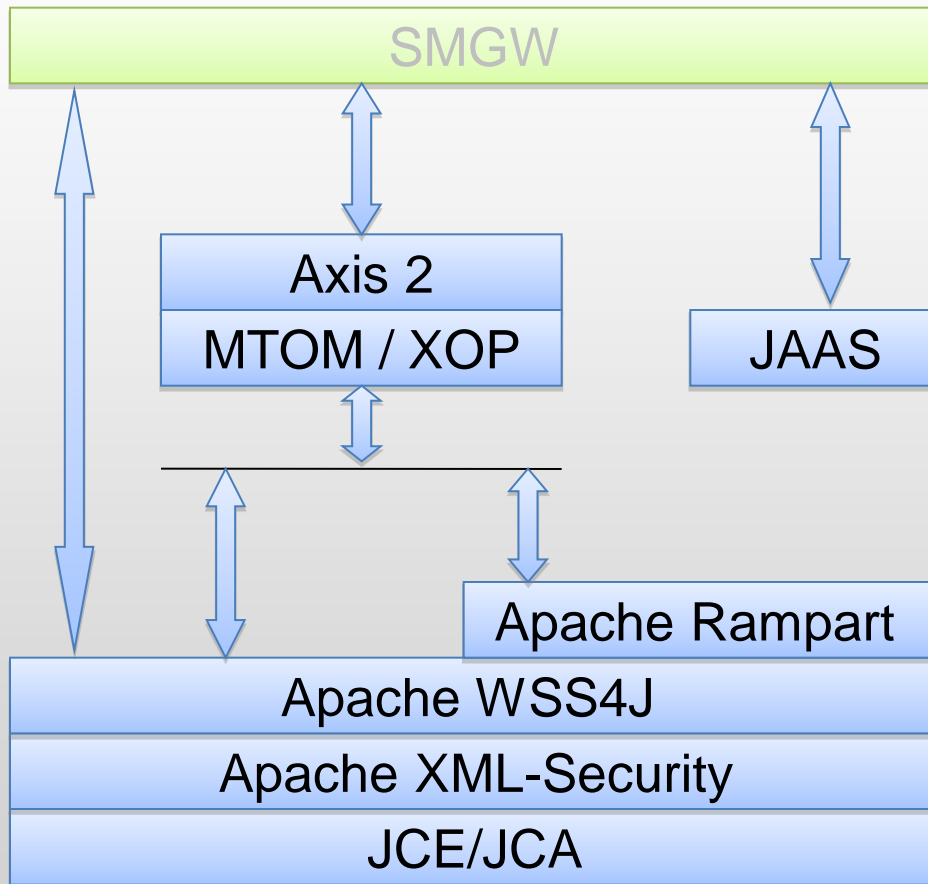 SMGW
Axis 2
MTOM / XOP
JAAS
Apache Rampart
Apache WSS4J
Apache XML-Security
JCE/JCA